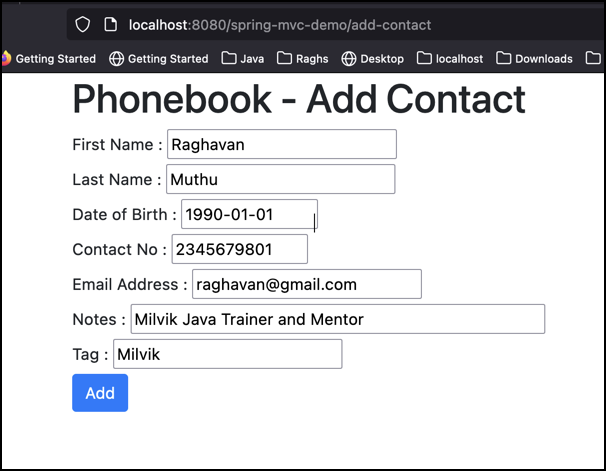 localhost:8080/spring-mvc-demo/add-contact
Getting Started Getting Started Java Raghs Desktop localhost Downloads
Phonebook - Add Contact
First Name : Raghavan
Last Name : Muthu
Date of Birth : 1990-01-01
Contact No : 2345679801
Email Address : raghavan@gmail.com
Notes : Milvik Java Trainer and Mentor
Tag : Milvik
Add